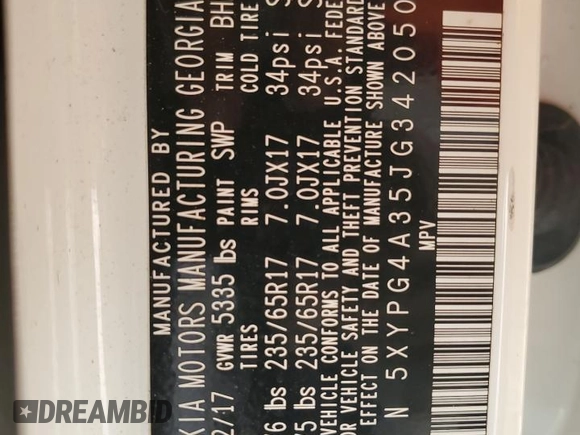 MANUFACTURED BY
KIA MOTORS MANUFACTURING GEORGIA
2/17 GVWR 5335 lbs PAINT SWP TRIM BH
TIRES RIMS COLD TIRE
76 lbs 235/65R17 7.0JX17 34psi
75 lbs 235/65R17 7.0JX17 34psi
VEHICLE CONFORMS TO ALL APPLICABLE U.S.A. FEDE
OR VEHICLE SAFETY AND THEFT PREVENTION STANDARD
EFFECT ON THE DATE OF MANUFACTURE SHOWN ABOVE
N 5XYPG4A35JG342050
MPV
DREAMBID